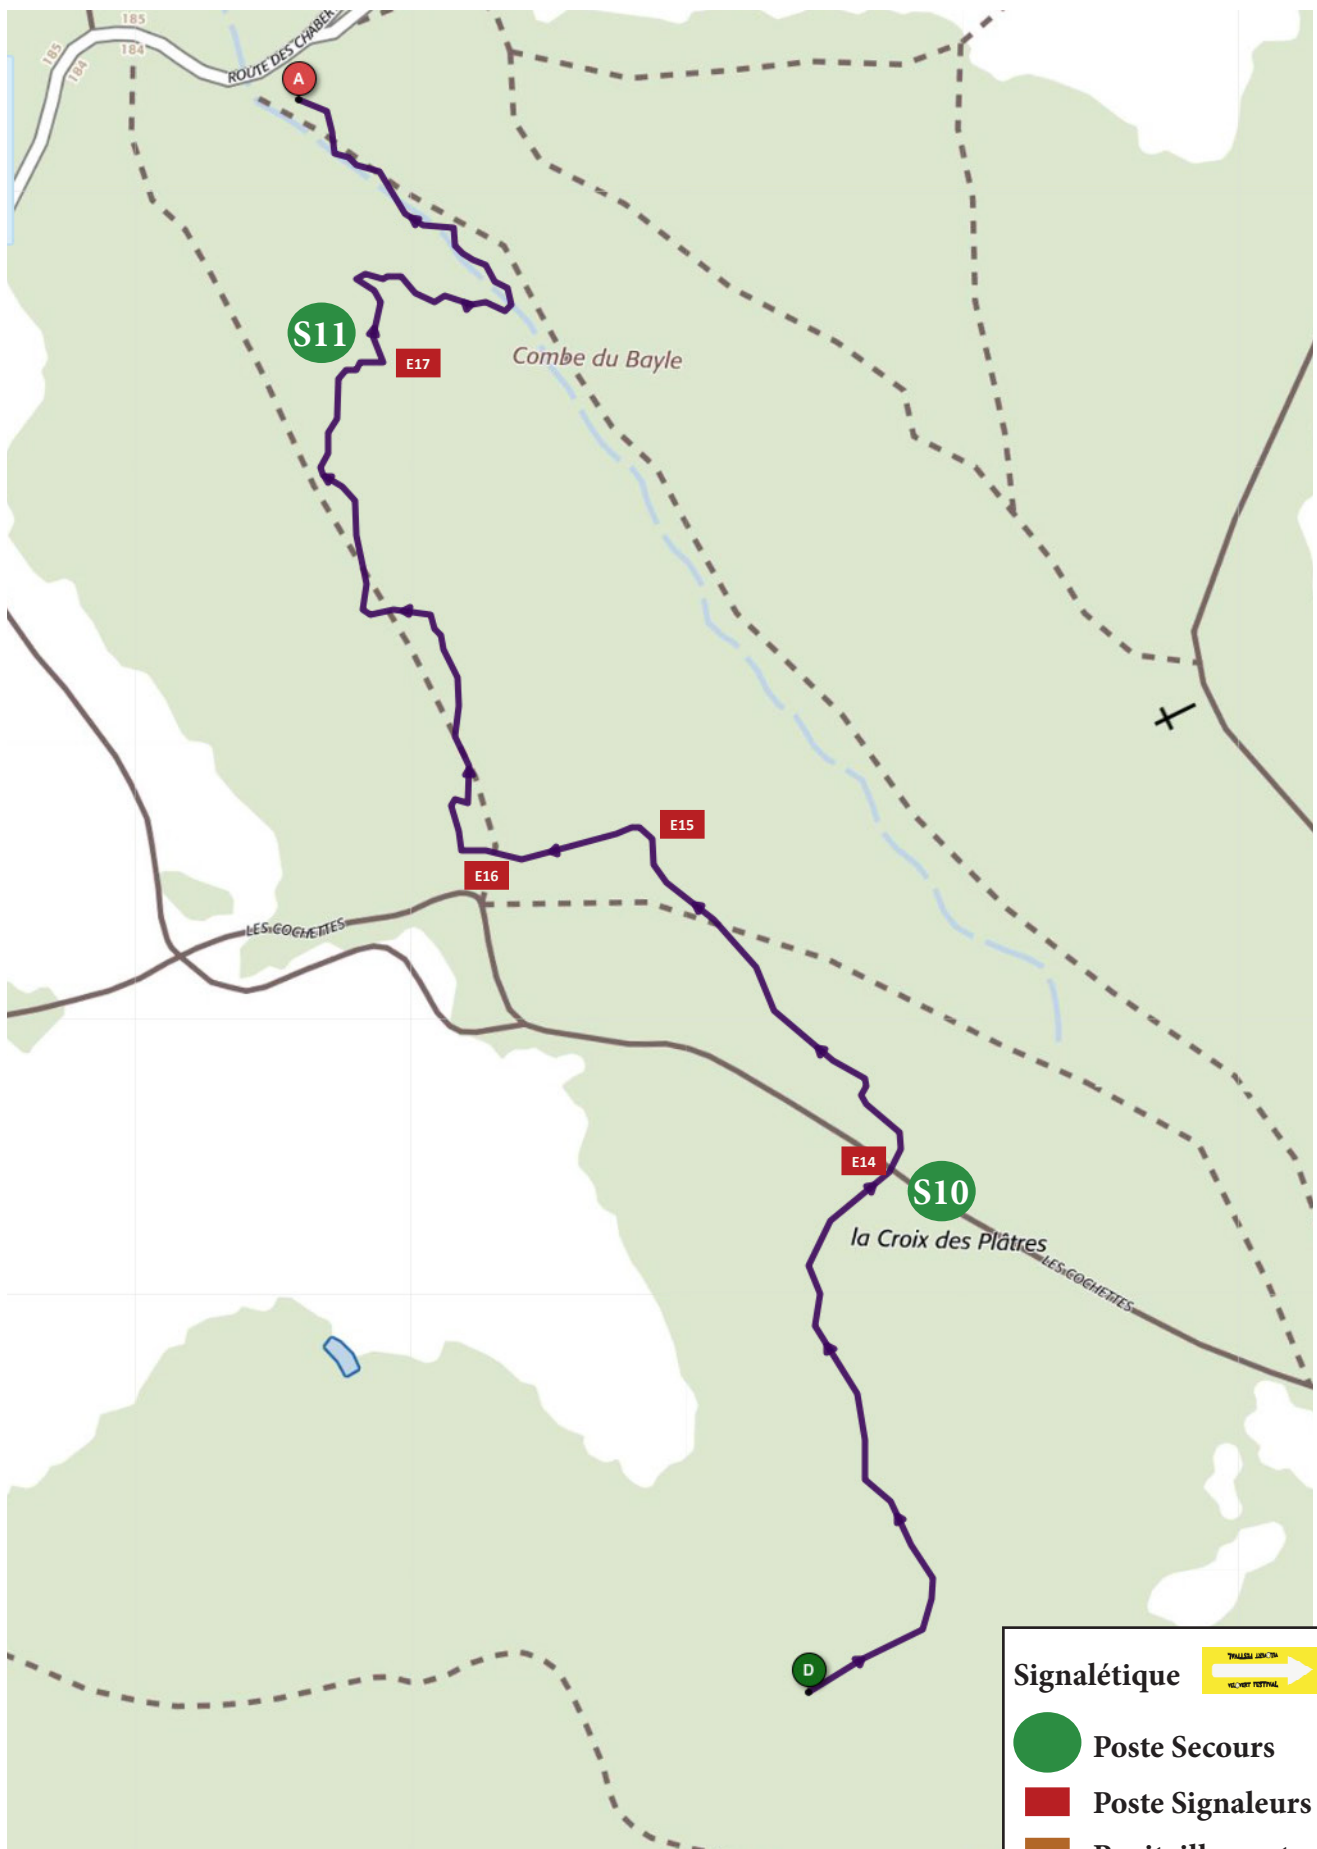 185
184
185
184
ROUTE DES CHABER
A
S11
E17
Combe du Bayle
E15
E16
LES COCHETTES
E14
S10
la Croix des Plâtres
LES COCHETTES
D
Signalétique
Poste Secours
Poste Signaleurs